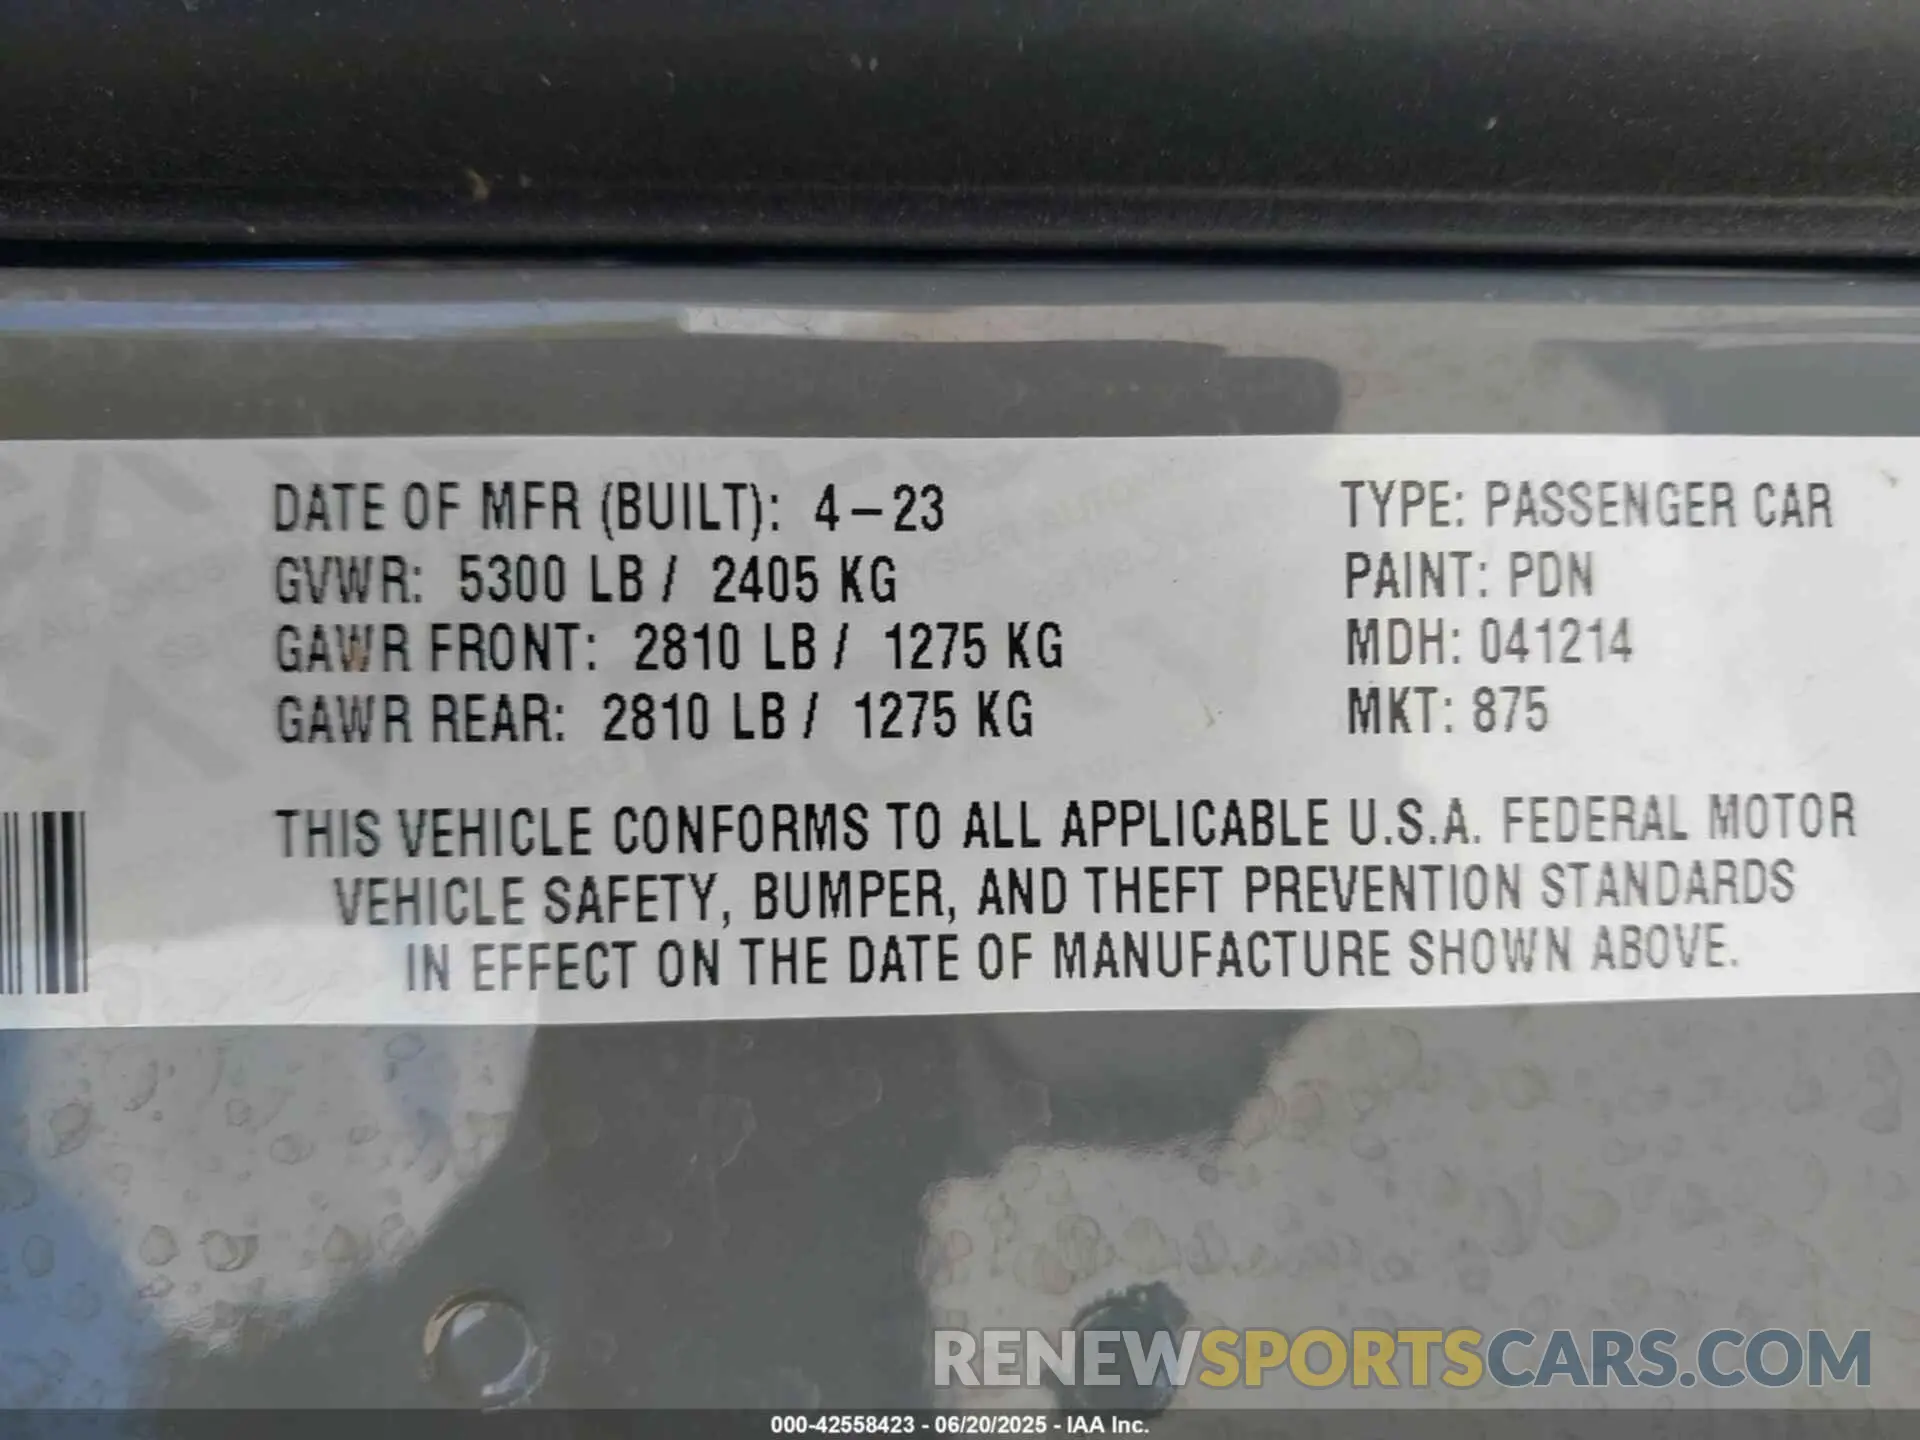 DATE OF MFR (BUILT): 4-23
GVWR: 5300 LB / 2405 KG
GAWR FRONT: 2810 LB / 1275 KG
GAWR REAR: 2810 LB / 1275 KG
TYPE: PASSENGER CAR
PAINT: PDN
MDH: 041214
MKT: 875
THIS VEHICLE CONFORMS TO ALL APPLICABLE U.S.A. FEDERAL MOTOR
VEHICLE SAFETY, BUMPER, AND THEFT PREVENTION STANDARDS
IN EFFECT ON THE DATE OF MANUFACTURE SHOWN ABOVE.
RENEWSPORTSCARS.COM
000-42558423 - 06/20/2025 - IAA Inc.